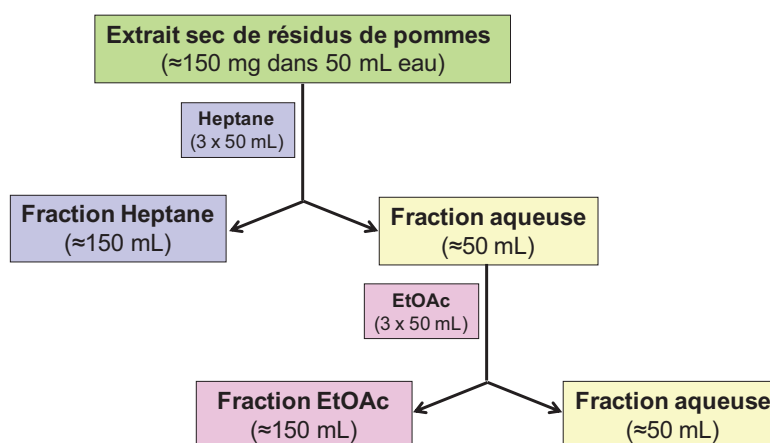 Extrait sec de résidus de pommes
(≈150 mg dans 50 mL eau)
Heptane
(3 x 50 mL)
Fraction Heptane
(≈150 mL)
Fraction aqueuse
(≈50 mL)
EtOAc
(3 x 50 mL)
Fraction EtOAc
(≈150 mL)
Fraction aqueuse
(≈50 mL)